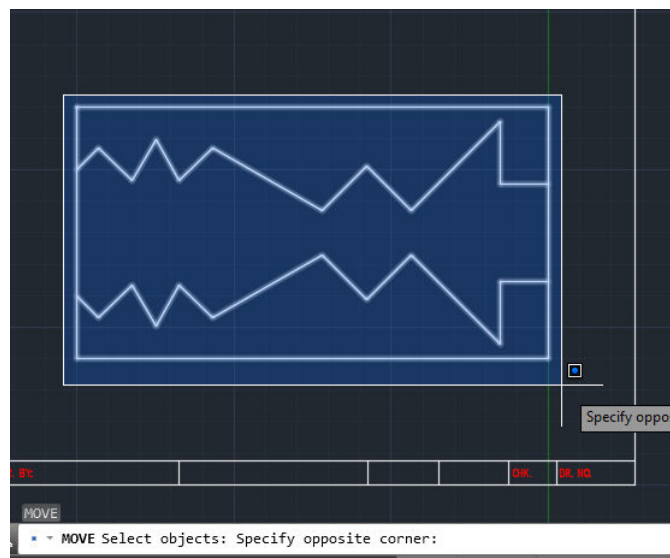 Specify oppo
BY:
CHK.
DR. NO.
MOVE
MOVE Select objects: Specify opposite corner: